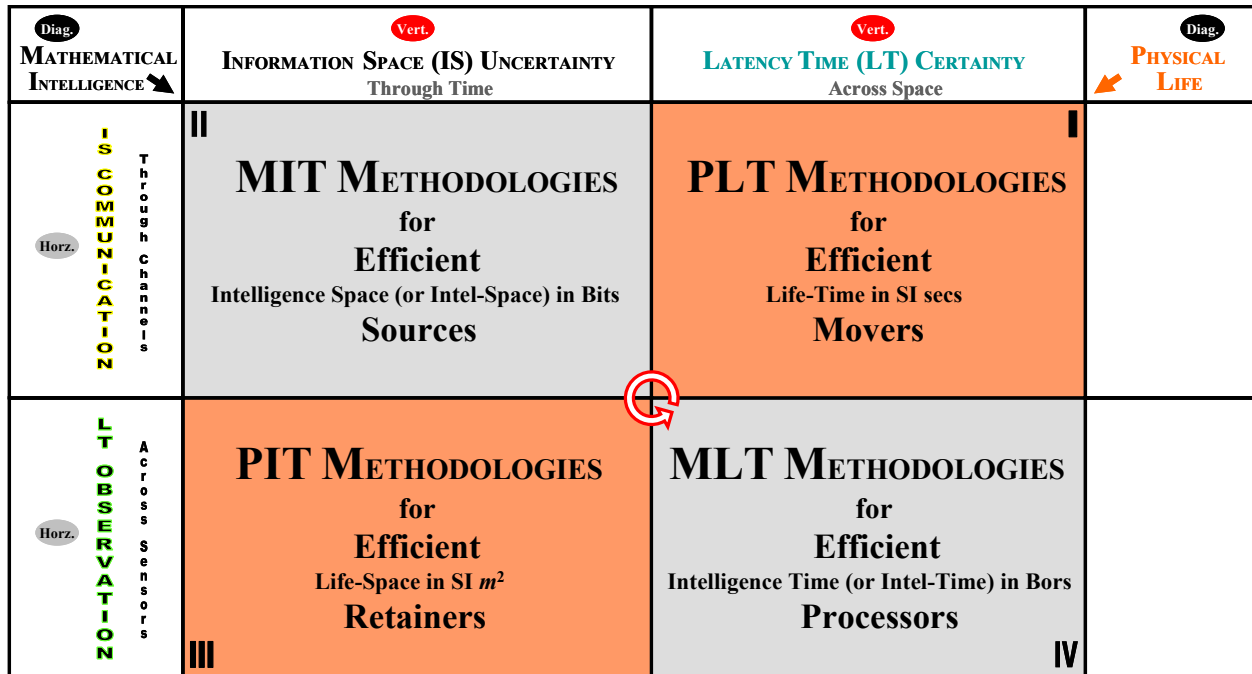 Diag.
MATHEMATICAL
INTELLIGENCE
Vert.
INFORMATION SPACE (IS) UNCERTAINTY
Through Time
Vert.
LATENCY TIME (LT) CERTAINTY
Across Space
Diag.
PHYSICAL
LIFE
Horz.
IS COMMUNICATION
Through Channels
II
MIT METHODOLOGIES
for
Efficient
Intelligence Space (or Intel-Space) in Bits
Sources
I
PLT METHODOLOGIES
for
Efficient
Life-Time in SI secs
Movers
Horz.
LT OBSERVATION
Across Sensors
PIT METHODOLOGIES
for
Efficient
Life-Space in SI m²
Retainers
III
MLT METHODOLOGIES
for
Efficient
Intelligence Time (or Intel-Time) in Bors
Processors
IV